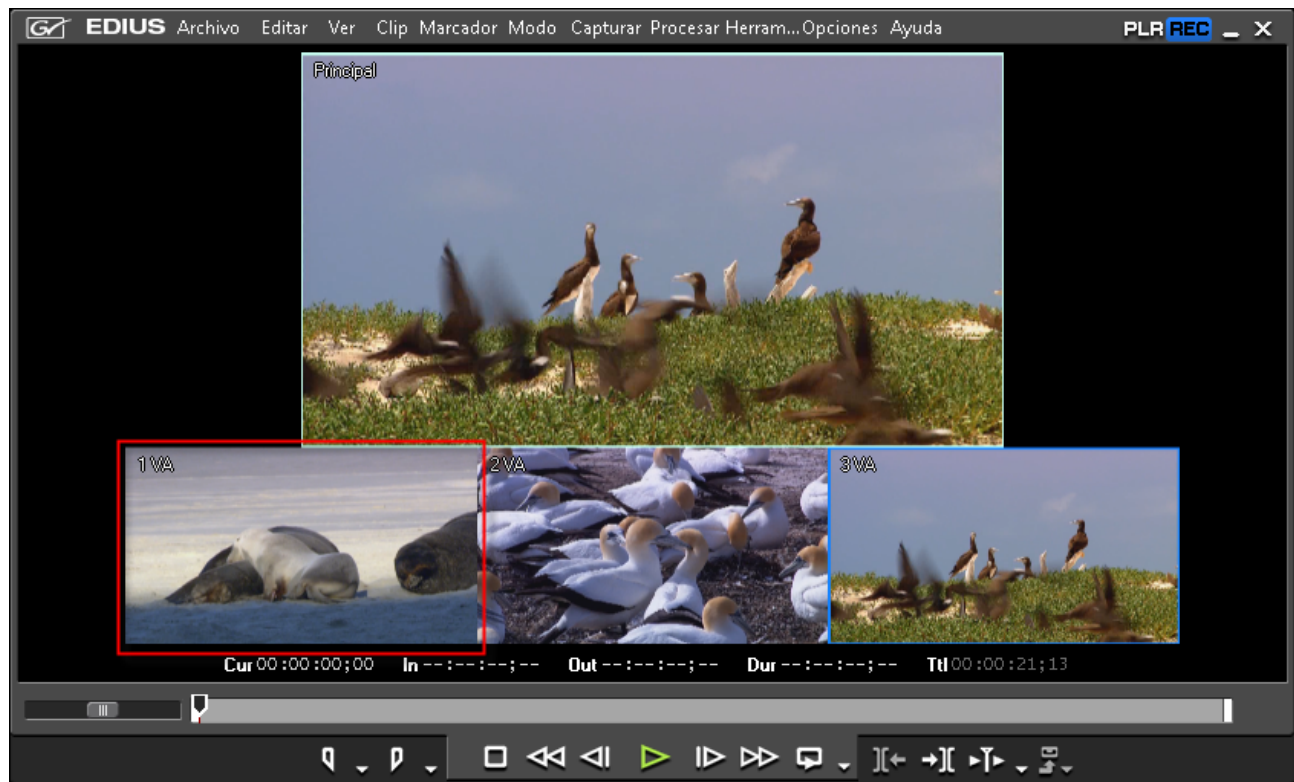 EDIUS Archivo Editar Ver Clip Marcador Modo Capturar Procesar Herram...Opciones Ayuda PLR REC
Principal
1 VA 2 VA 3 VA
Cur 00:00:00;00 In --:--:--;-- Out --:--:--;-- Dur --:--:--;-- Ttl 00:00:21;13